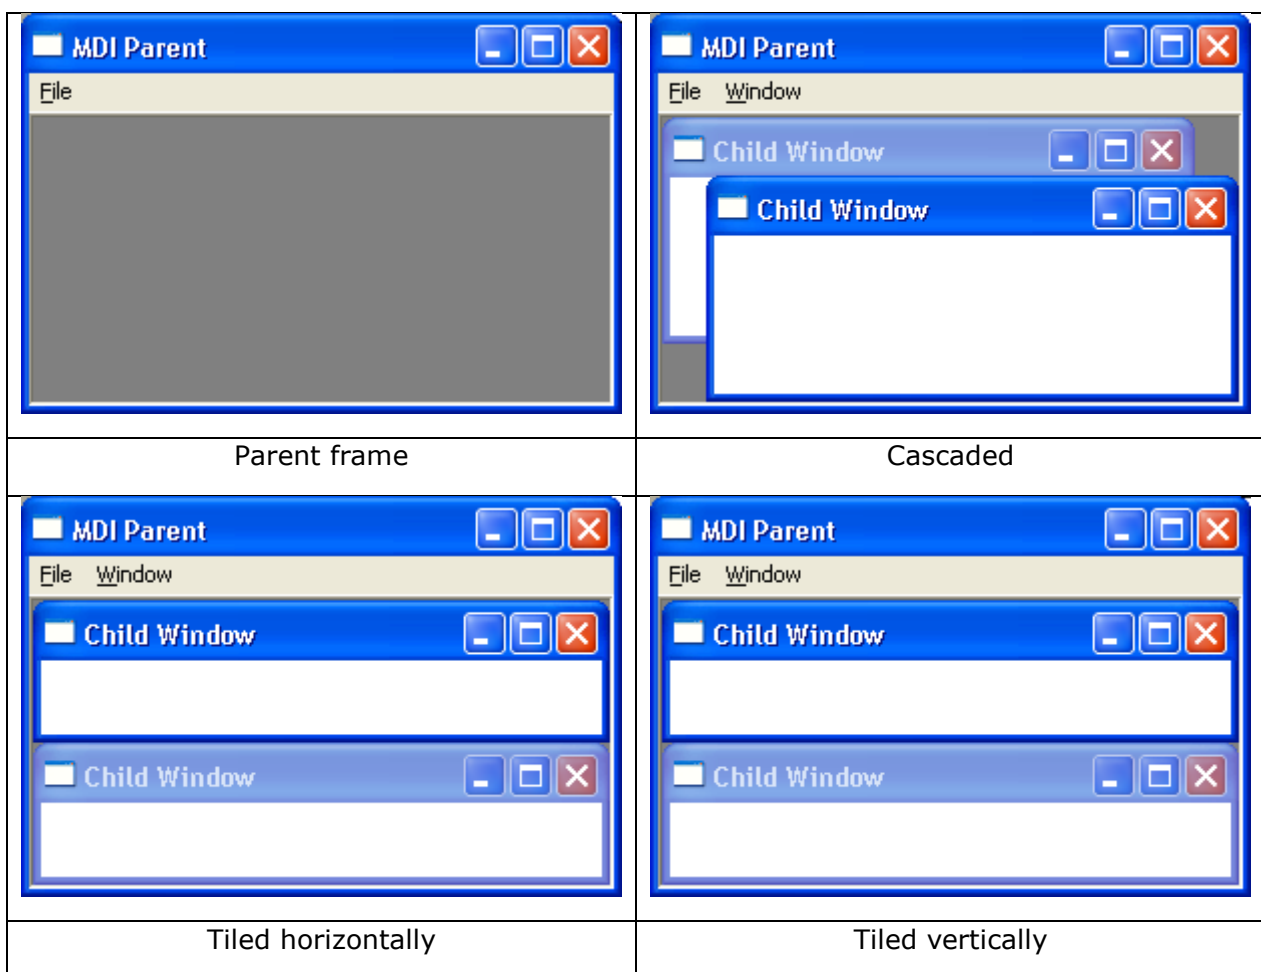 MDI Parent
File
MDI Parent
File Window
Child Window
Child Window
Parent frame
Cascaded
MDI Parent
File Window
Child Window
Child Window
MDI Parent
File Window
Child Window
Child Window
Tiled horizontally
Tiled vertically